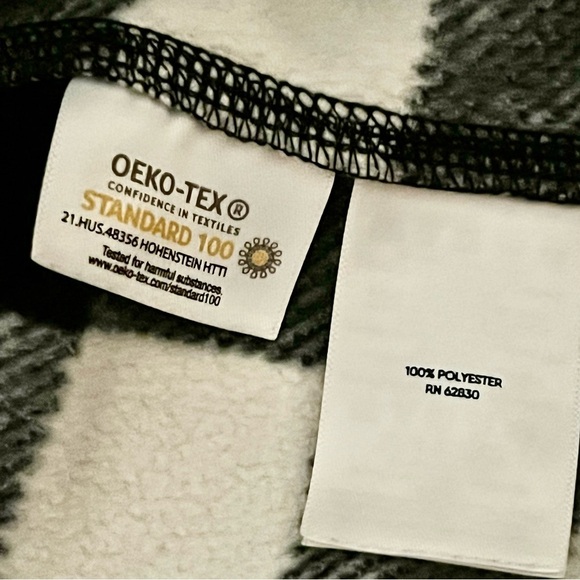 OEKO-TEX®
CONFIDENCE IN TEXTILES
STANDARD 100
21.HUS.48356 HOHENSTEIN HTTI
Tested for harmful substances.
www.oeko-tex.com/standard100
100% POLYESTER
RN 62830